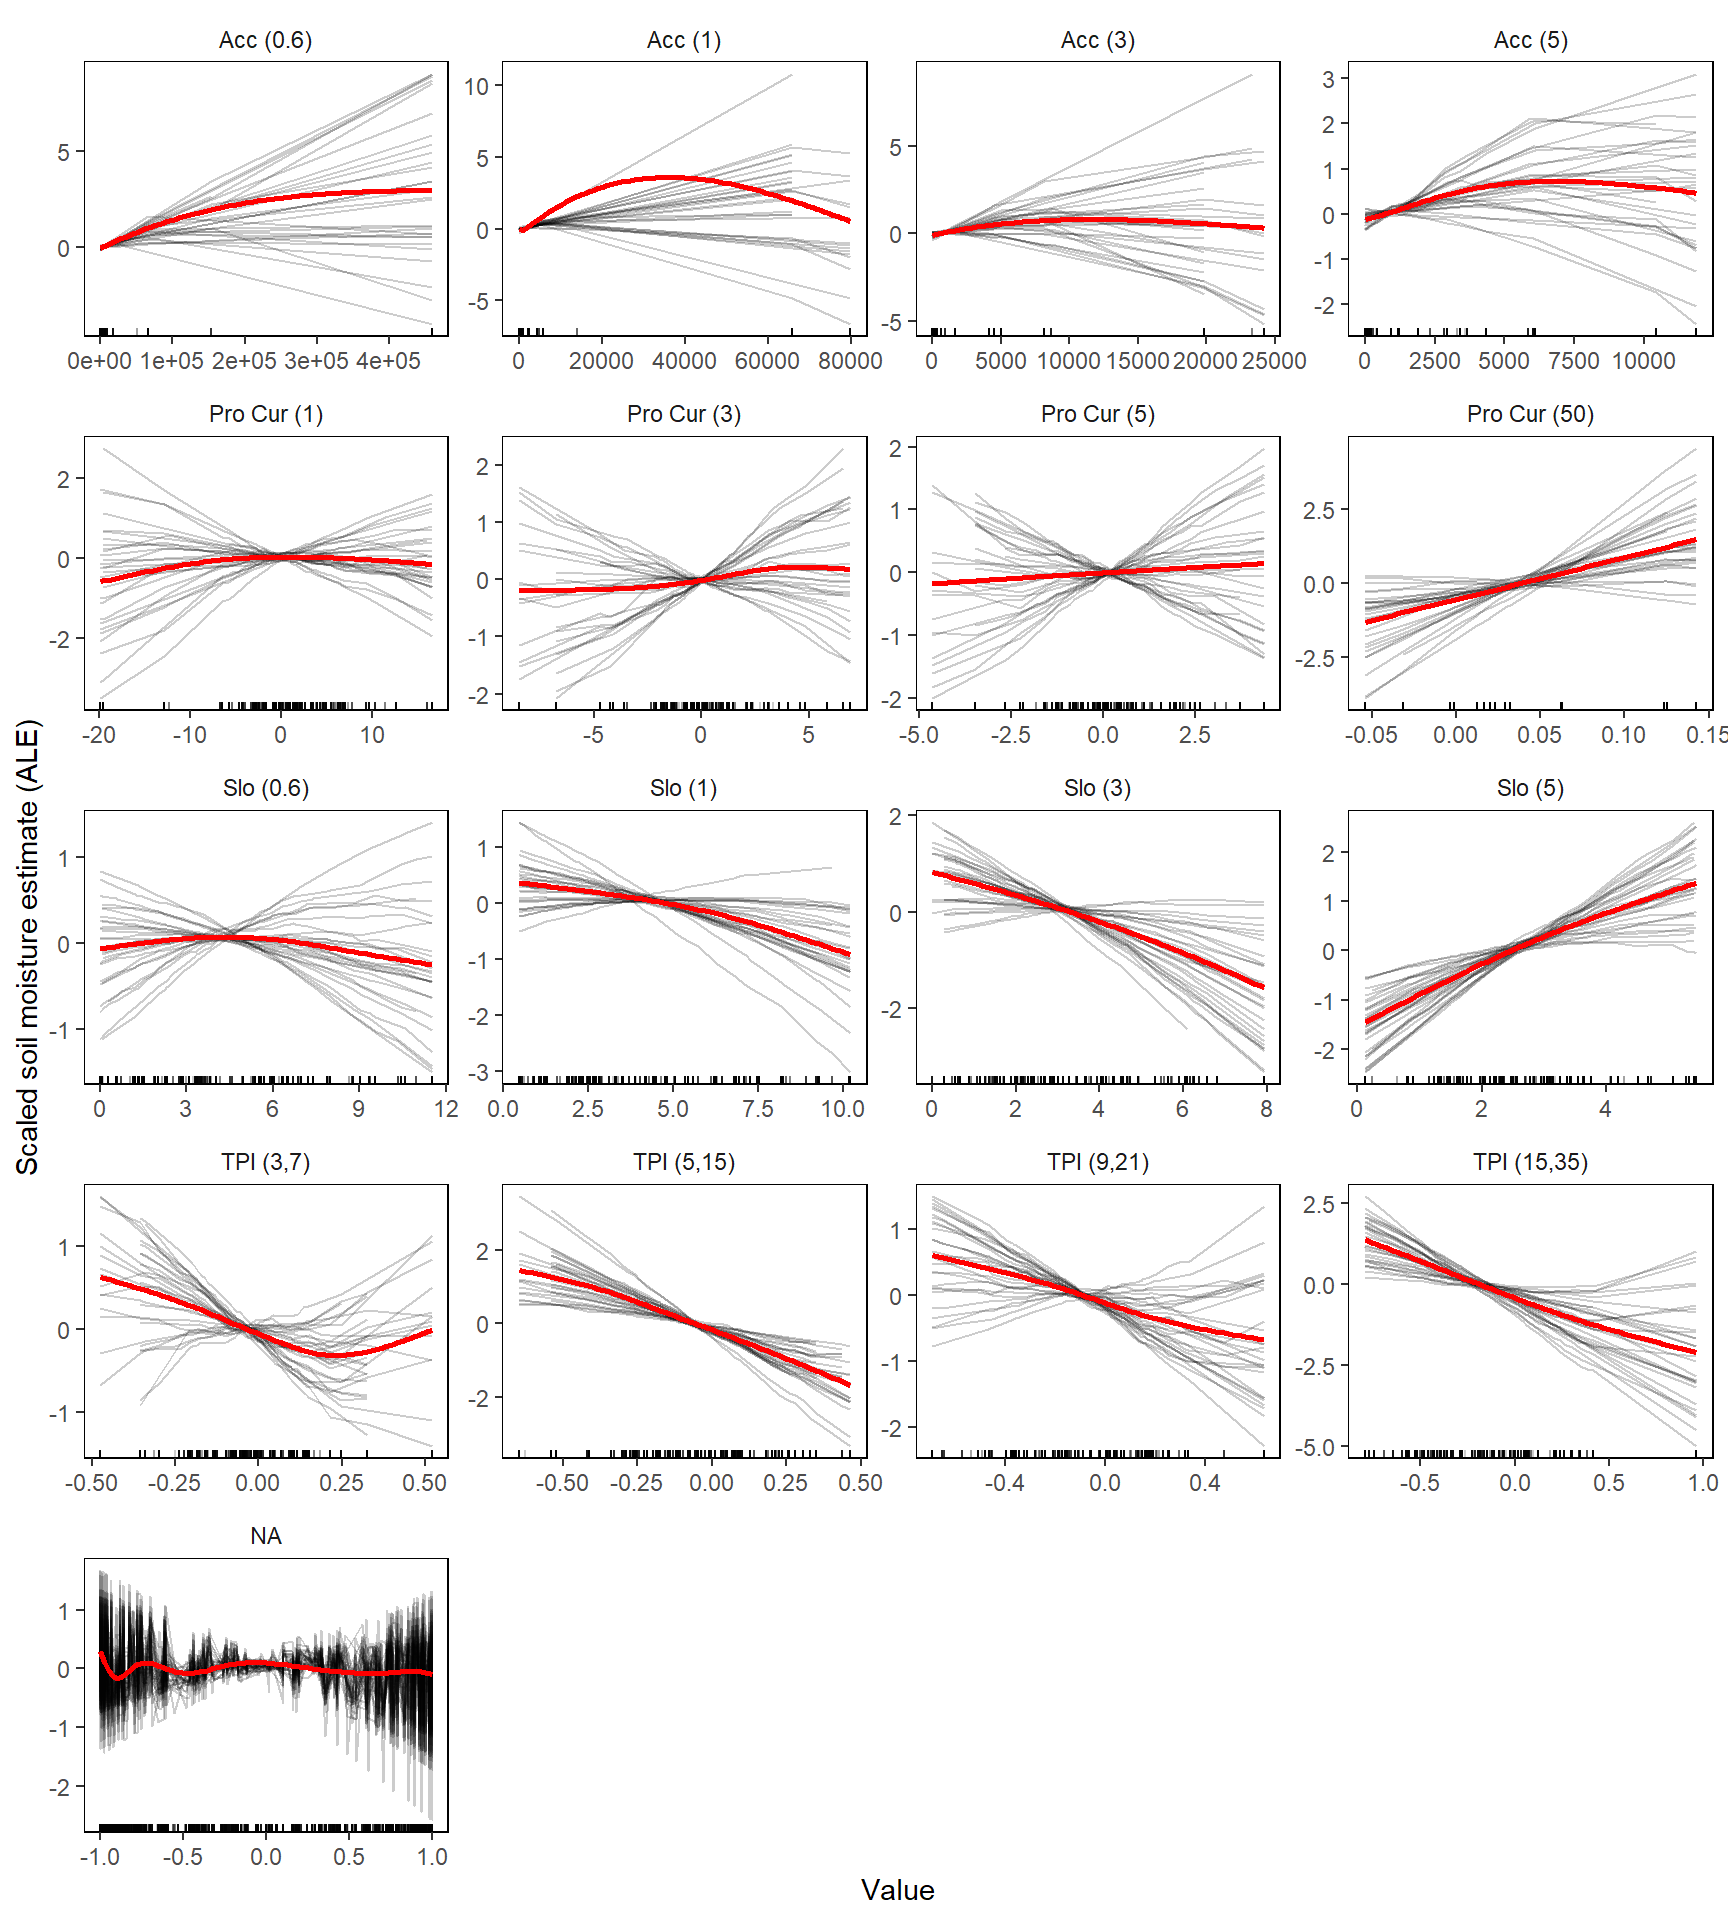 Acc (0.6) Acc (1) Acc (3) Acc (5)
5
0
10
5
0
-5
5
0
-5
3
2
1
0
-1
-2
0e+00 1e+05 2e+05 3e+05 4e+05
0 20000 40000 60000 80000
0 5000 10000 15000 20000 25000
0 2500 5000 7500 10000
Pro Cur (1) Pro Cur (3) Pro Cur (5) Pro Cur (50)
2
0
-2
2
1
0
-1
-2
2
1
0
-1
-2
2.5
0.0
-2.5
-20 -10 0 10
-5 0 5
-5.0 -2.5 0.0 2.5
-0.05 0.00 0.05 0.10 0.15
Scaled soil moisture estimate (ALE)
Slo (0.6) Slo (1) Slo (3) Slo (5)
1
0
-1
1
0
-1
-2
-3
2
0
-2
2
1
0
-1
-2
0 3 6 9 12
0.0 2.5 5.0 7.5 10.0
0 2 4 6 8
0 2 4
TPI (3,7) TPI (5,15) TPI (9,21) TPI (15,35)
1
0
-1
2
0
-2
1
0
-1
-2
2.5
0.0
-2.5
-5.0
-0.50 -0.25 0.00 0.25 0.50
-0.50 -0.25 0.00 0.25 0.50
-0.4 0.0 0.4
-0.5 0.0 0.5 1.0
NA
1
0
-1
-2
-1.0 -0.5 0.0 0.5 1.0
Value